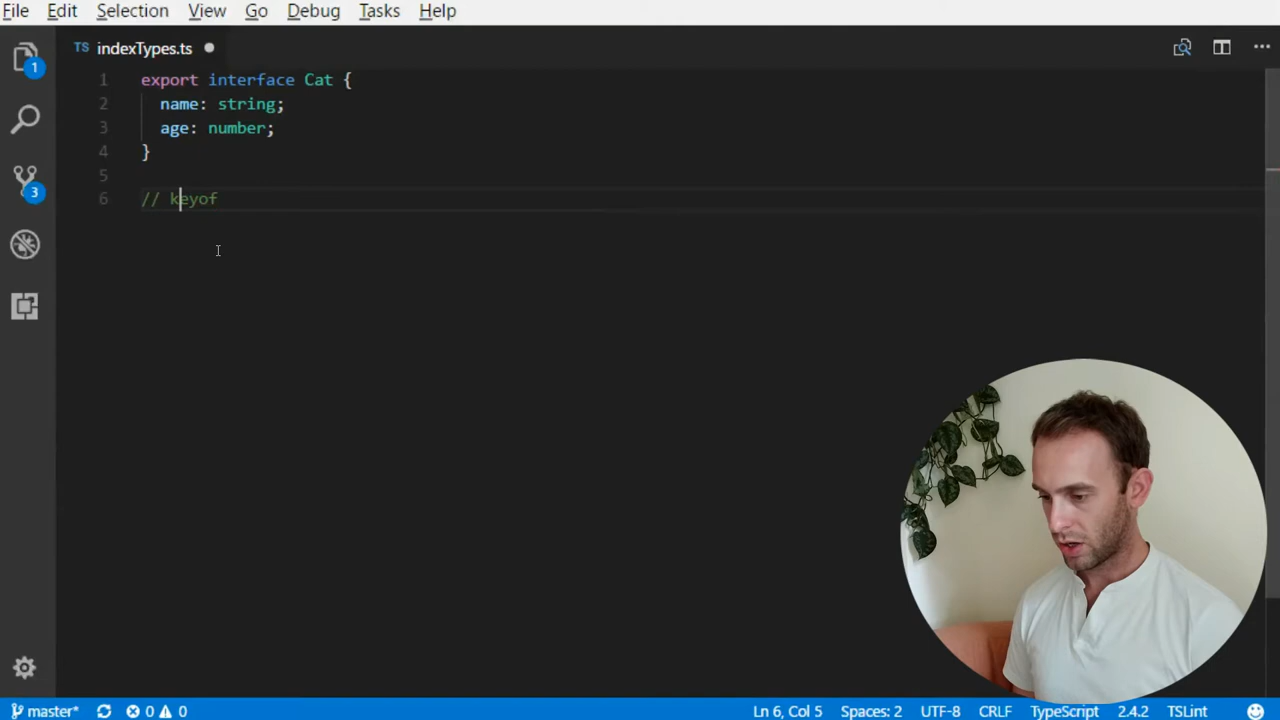 File Edit Selection View Go Debug Tasks Help
TS indexTypes.ts
1 export interface Cat {
2 name: string;
3 age: number;
4 }
5
6 // keyof
1
3
master* 0 0 Ln 6, Col 5 Spaces: 2 UTF-8 CRLF TypeScript 2.4.2 TSLint